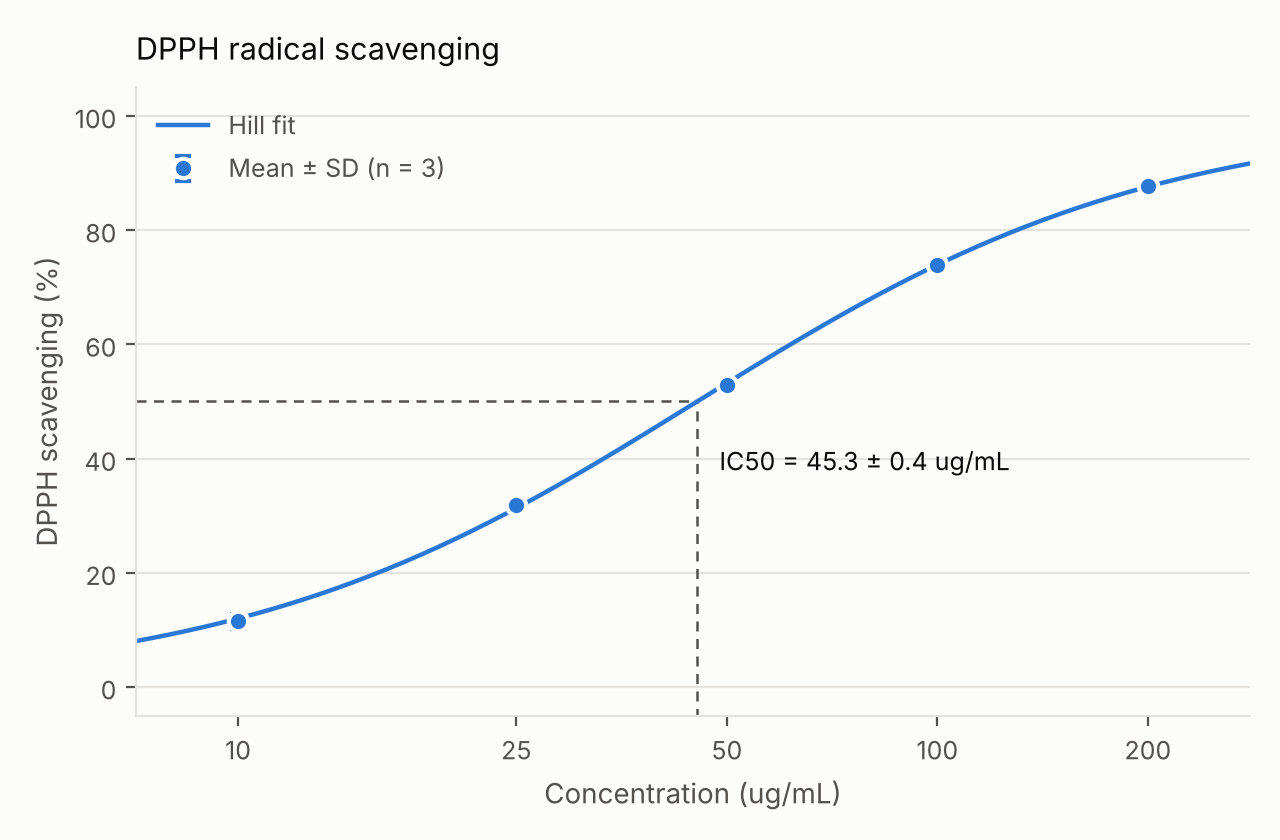 DPPH radical scavenging
Hill fit
Mean ± SD (n = 3)
DPPH scavenging (%)
100
80
60
40
20
0
IC50 = 45.3 ± 0.4 ug/mL
10 25 50 100 200
Concentration (ug/mL)